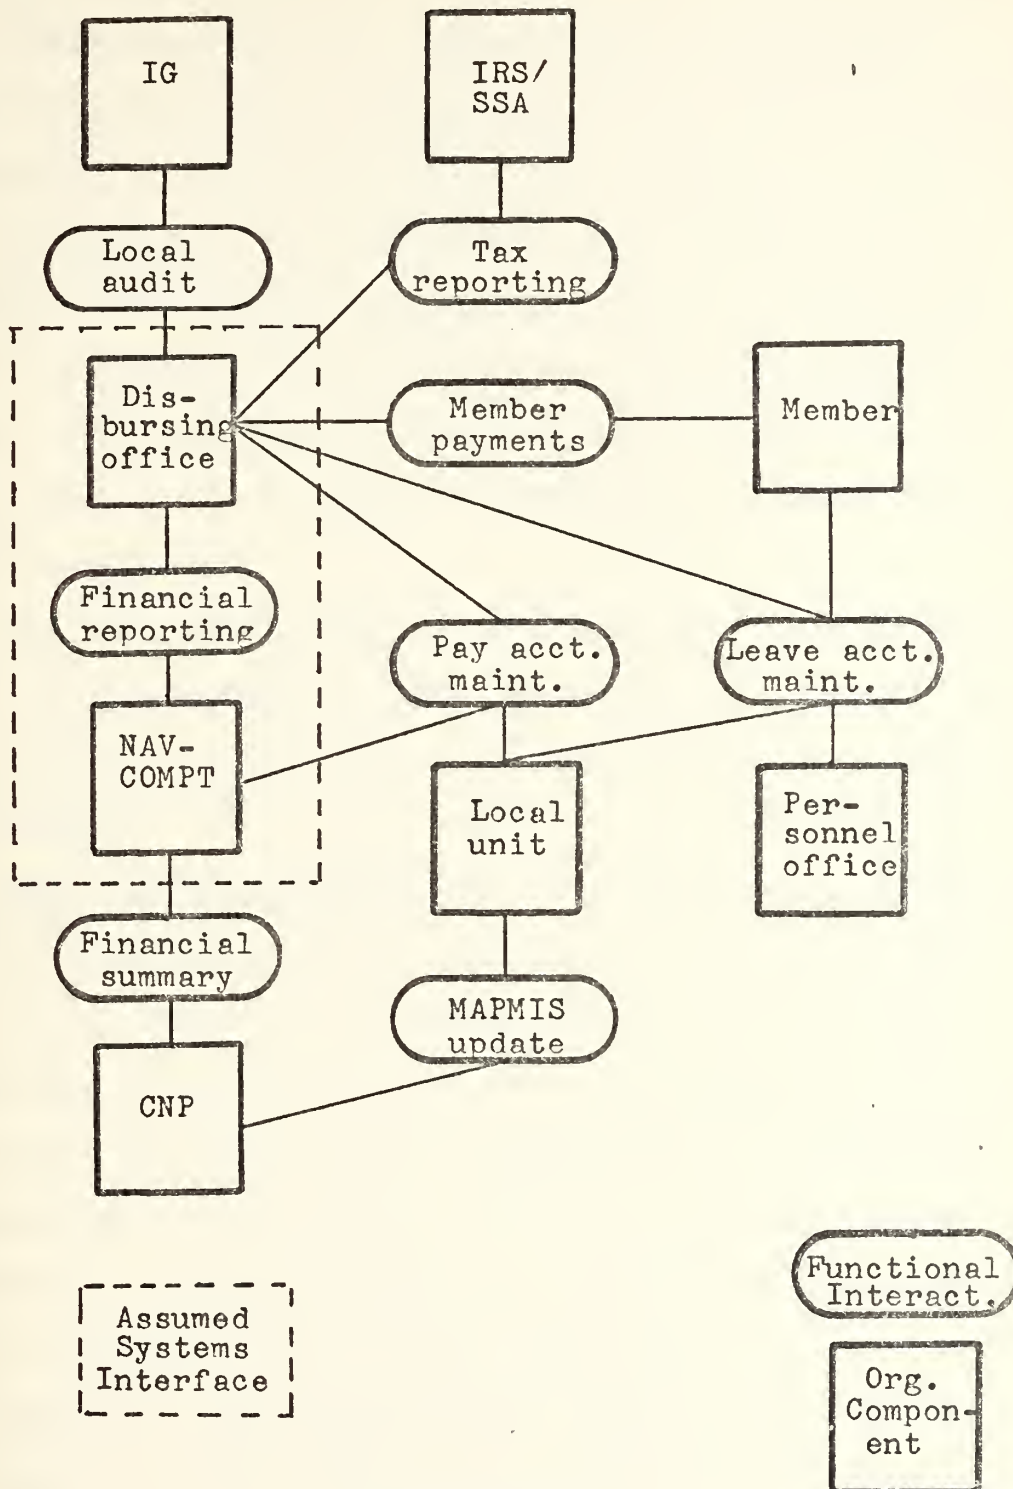 IG
IRS/
SSA
Local
audit
Tax
reporting
Dis-
bursing
office
Member
payments
Member
Financial
reporting
Pay acct.
maint.
Leave acct.
maint.
NAV-
COMPT
Local
unit
Per-
sonnel
office
Financial
summary
MAPMIS
update
CNP
Functional
Interact.
Assumed
Systems
Interface
Org.
Compon-
ent